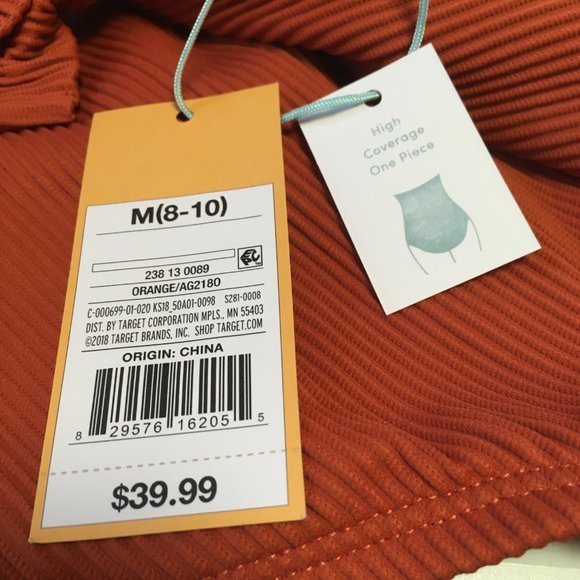 M(8-10)
238 13 0089
ORANGE/AG2180
C-000699-01-020 KS18_50A01-0098 S281-0008
DIST. BY TARGET CORPORATION MPLS., MN 55403
©2018 TARGET BRANDS, INC. SHOP TARGET.COM
ORIGIN: CHINA
8 29576 16205 5
$39.99
High
Coverage
One Piece